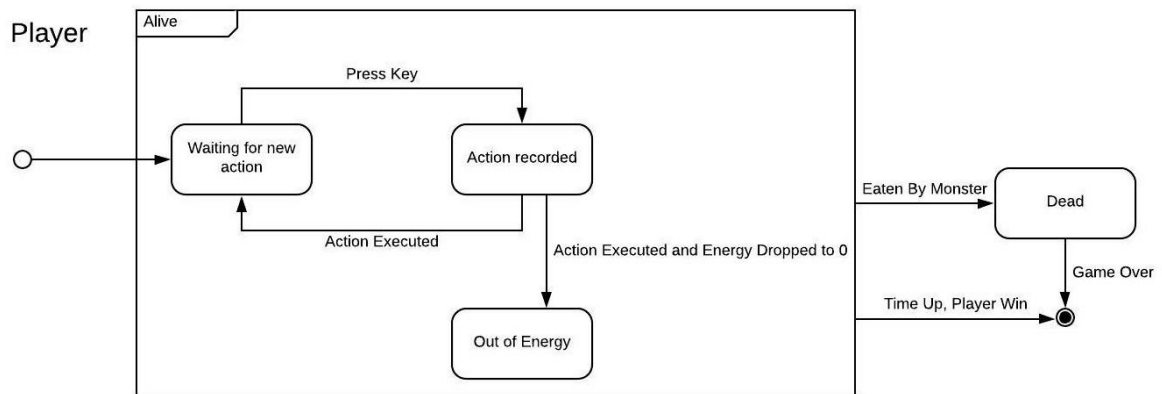 Alive
Player
Press Key
Waiting for new
action
Action recorded
Action Executed
Action Executed and Energy Dropped to 0
Out of Energy
Eaten By Monster
Dead
Game Over
Time Up, Player Win